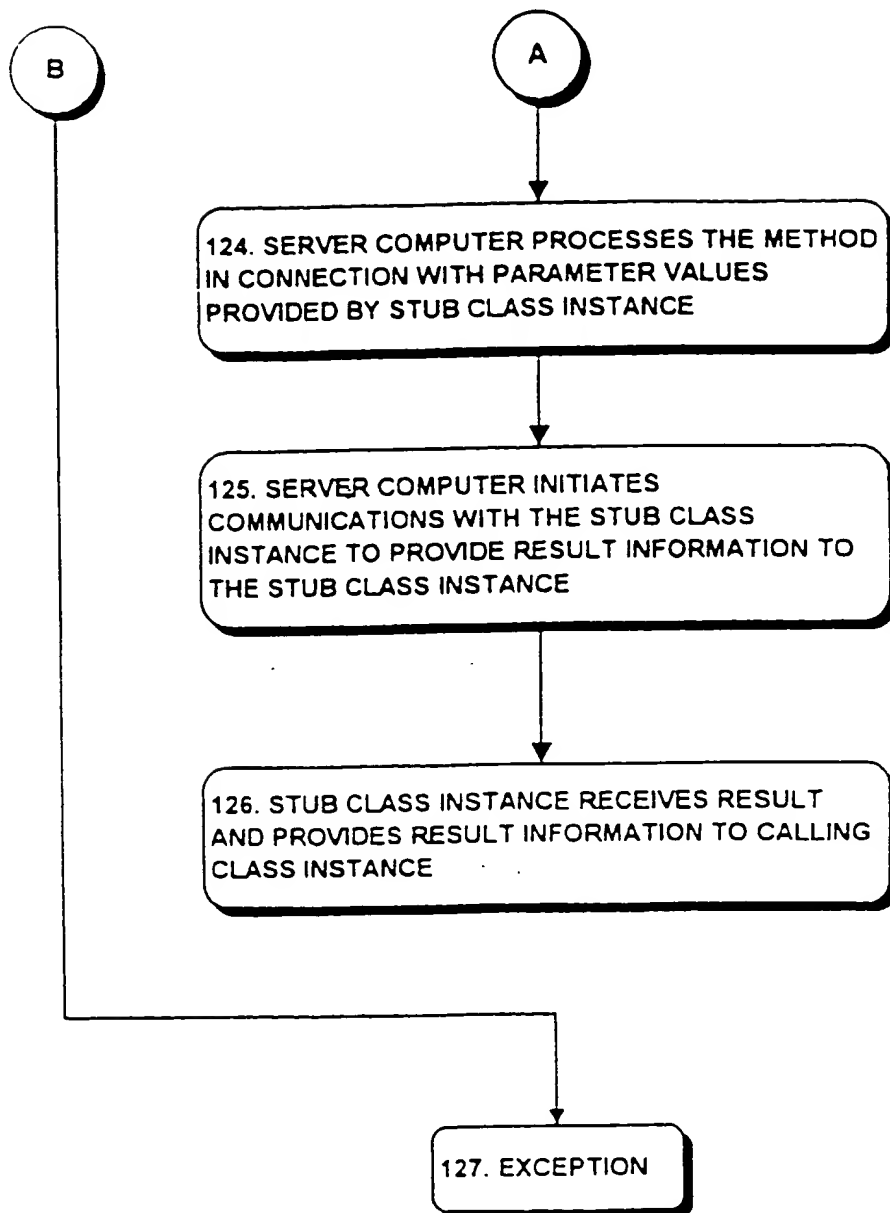 B
A
124. SERVER COMPUTER PROCESSES THE METHOD
IN CONNECTION WITH PARAMETER VALUES
PROVIDED BY STUB CLASS INSTANCE
125. SERVER COMPUTER INITIATES
COMMUNICATIONS WITH THE STUB CLASS
INSTANCE TO PROVIDE RESULT INFORMATION TO
THE STUB CLASS INSTANCE
126. STUB CLASS INSTANCE RECEIVES RESULT
AND PROVIDES RESULT INFORMATION TO CALLING
CLASS INSTANCE
127. EXCEPTION